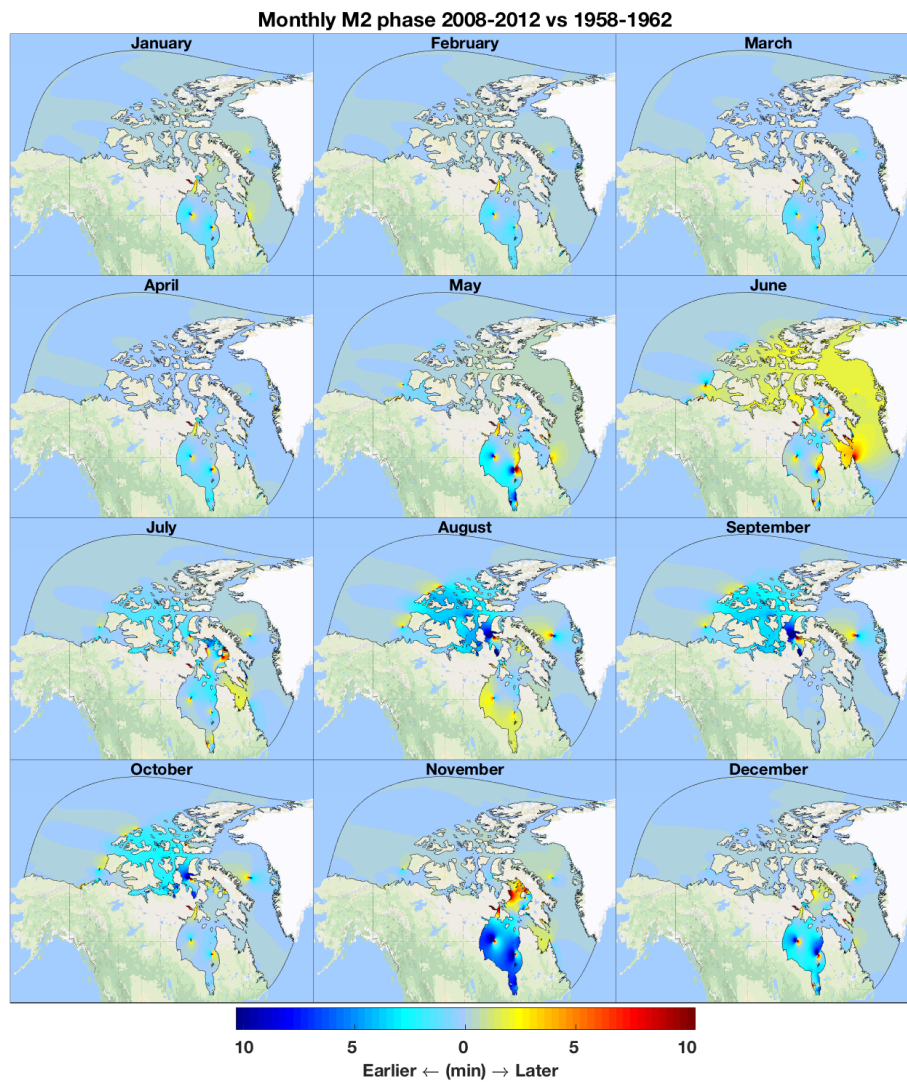 Monthly M2 phase 2008-2012 vs 1958-1962
January February March
April May June
July August September
October November December
10 5 0 5 10
Earlier ← (min) → Later